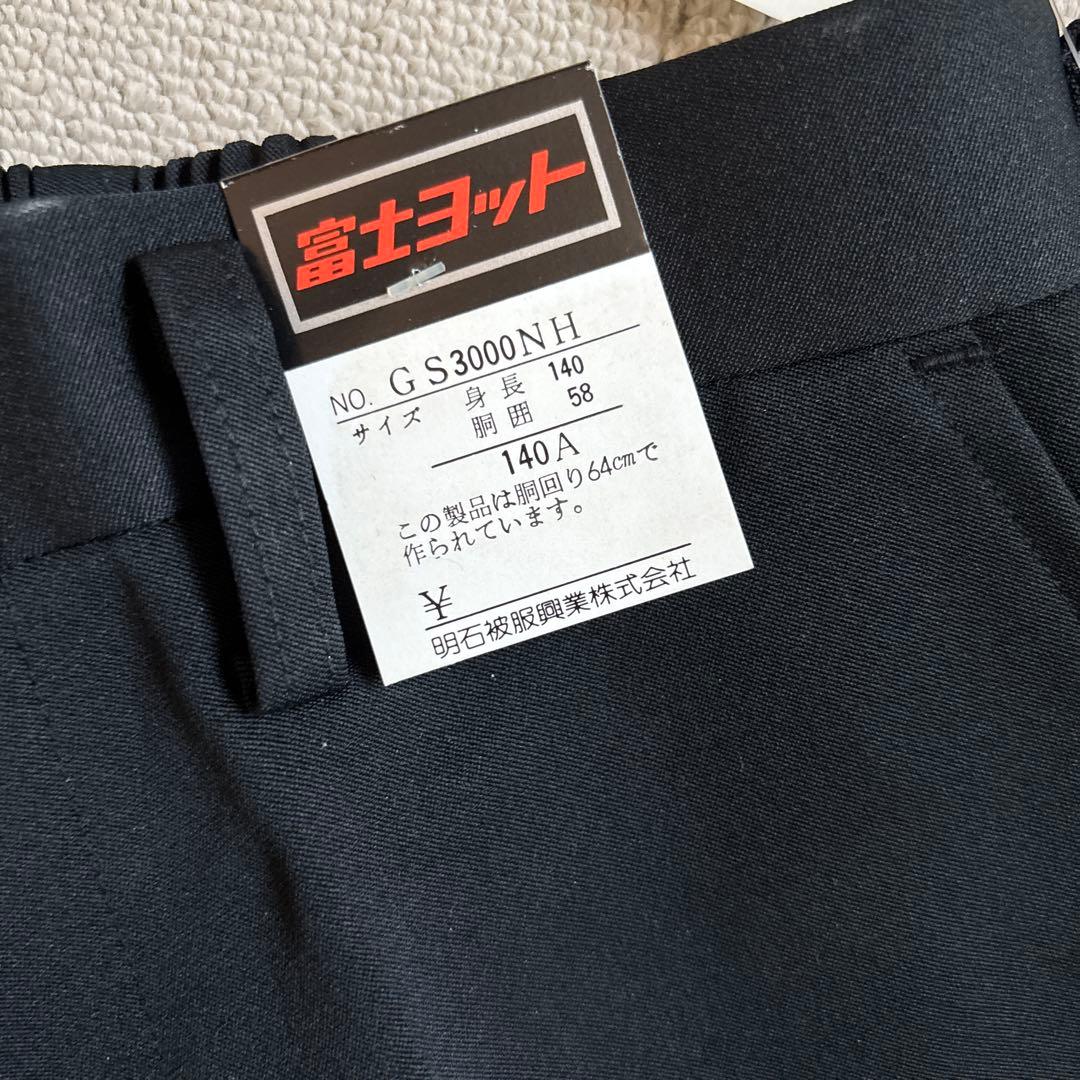 富士ヨット
NO. GS3000NH
サイズ 身長 140
胴囲 58
140A
この製品は胴回り64cmで
作られています。
¥
明石被服興業株式会社